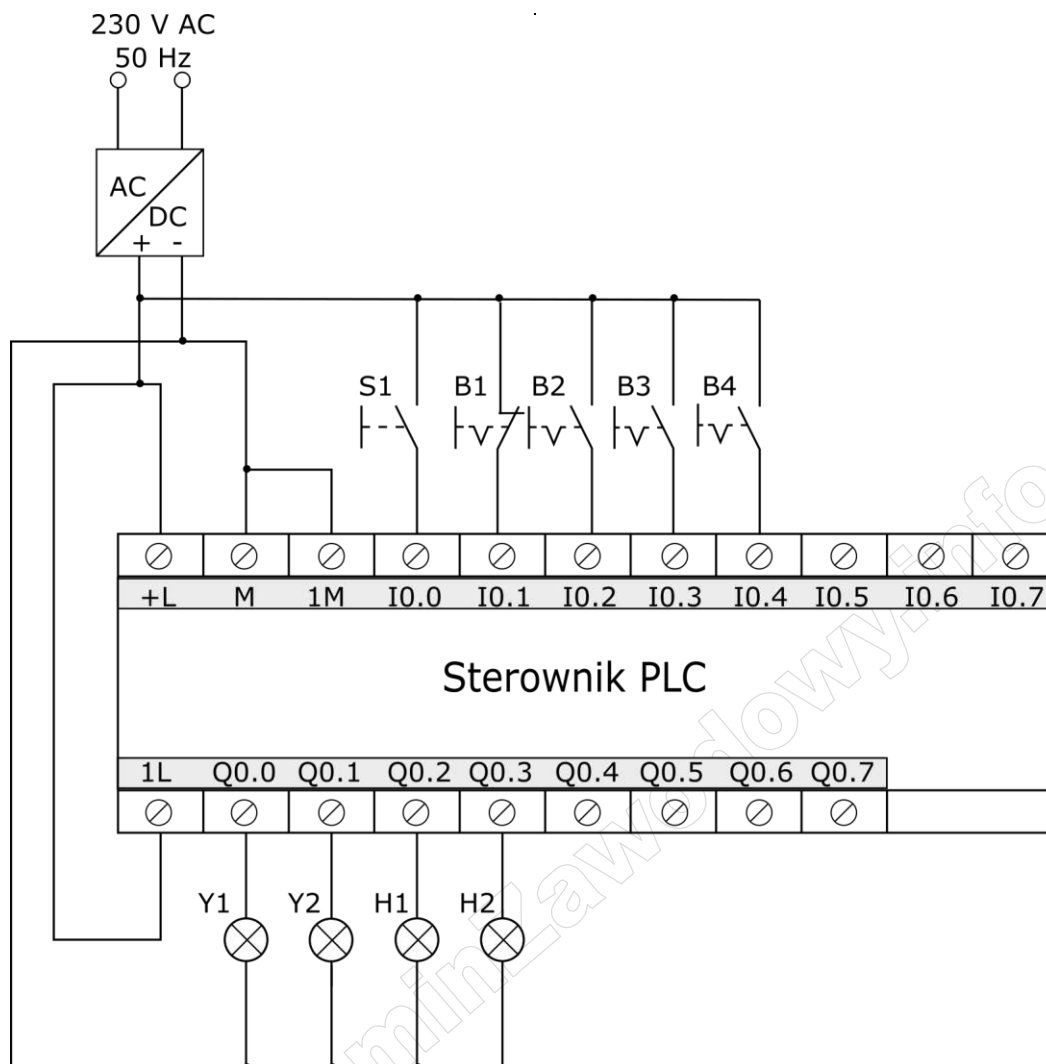 230 V AC
50 Hz
AC
DC
+ -
S1 B1 B2 B3 B4
+L M 1M I0.0 I0.1 I0.2 I0.3 I0.4 I0.5 I0.6 I0.7
Sterownik PLC
1L Q0.0 Q0.1 Q0.2 Q0.3 Q0.4 Q0.5 Q0.6 Q0.7
Y1 Y2 H1 H2
minZawodowy.info